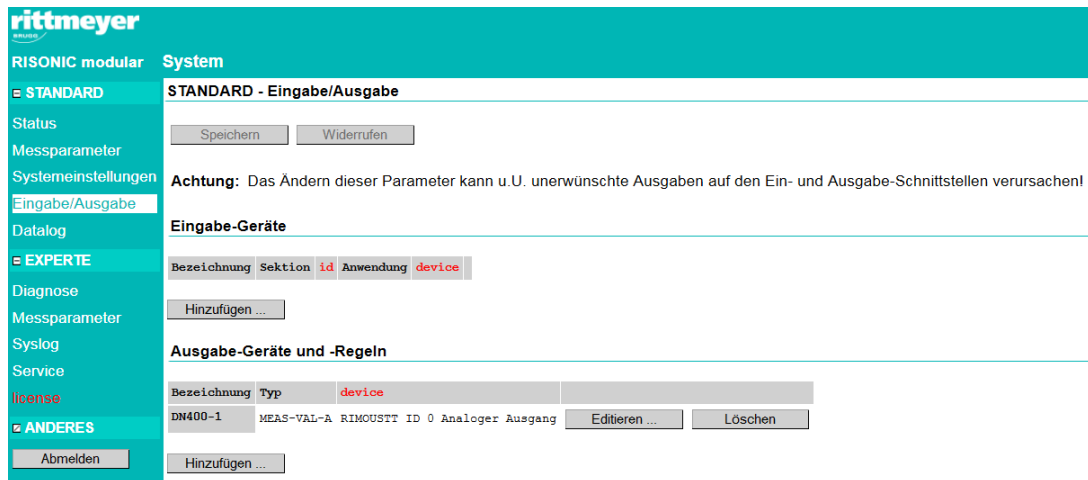 rittmeyer
BRUGG
RISONIC modular System
STANDARD
STANDARD - Eingabe/Ausgabe
Status
Messparameter
Systemeinstellungen
Eingabe/Ausgabe
Datalog
EXPERTE
Diagnose
Messparameter
Syslog
Service
license
ANDERES
Abmelden
Speichern Widerrufen
Achtung: Das Ändern dieser Parameter kann u.U. unerwünschte Ausgaben auf den Ein- und Ausgabe-Schnittstellen verursachen!
Eingabe-Geräte
Bezeichnung Sektion id Anwendung device
Hinzufügen ...
Ausgabe-Geräte und -Regeln
Bezeichnung Typ device
DN400-1 MEAS-VAL-A RIMOUSTT ID 0 Analoger Ausgang Editieren ... Löschen
Hinzufügen ...